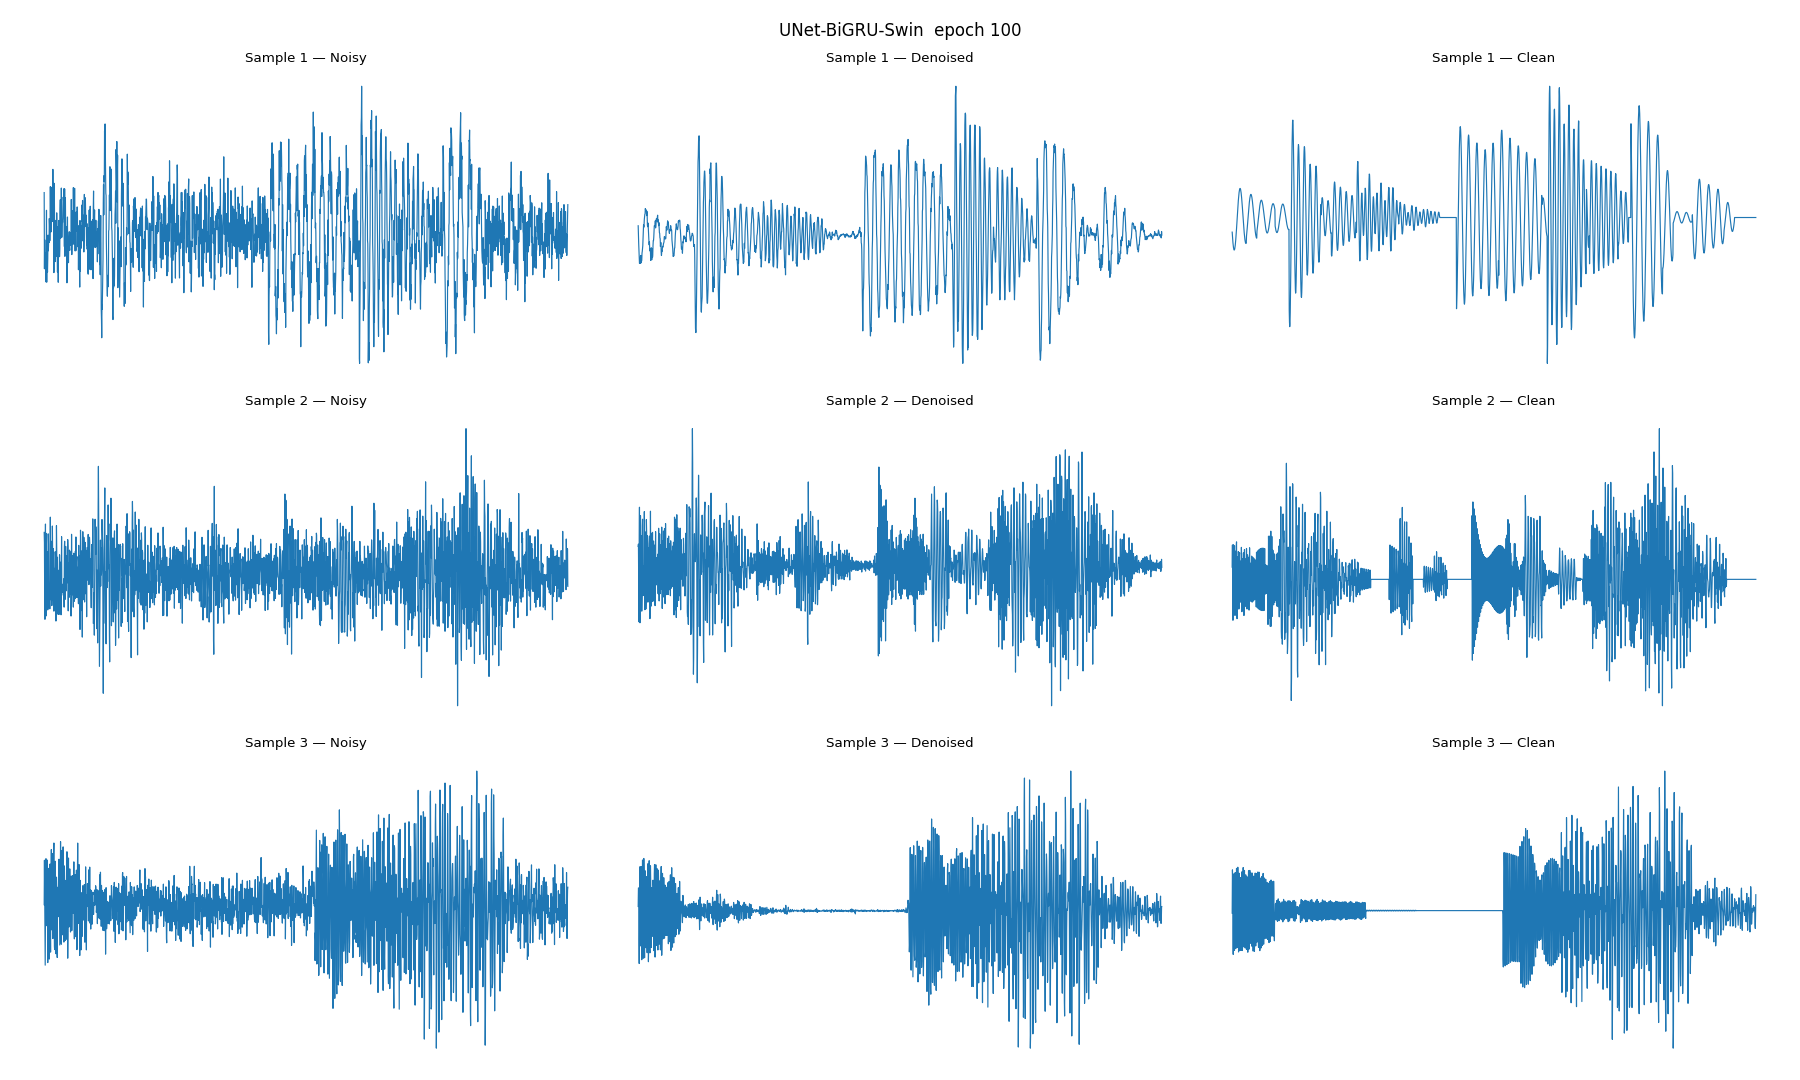 UNet-BiGRU-Swin  epoch 100
Sample 1 — Noisy
Sample 1 — Denoised
Sample 1 — Clean
Sample 2 — Noisy
Sample 2 — Denoised
Sample 2 — Clean
Sample 3 — Noisy
Sample 3 — Denoised
Sample 3 — Clean